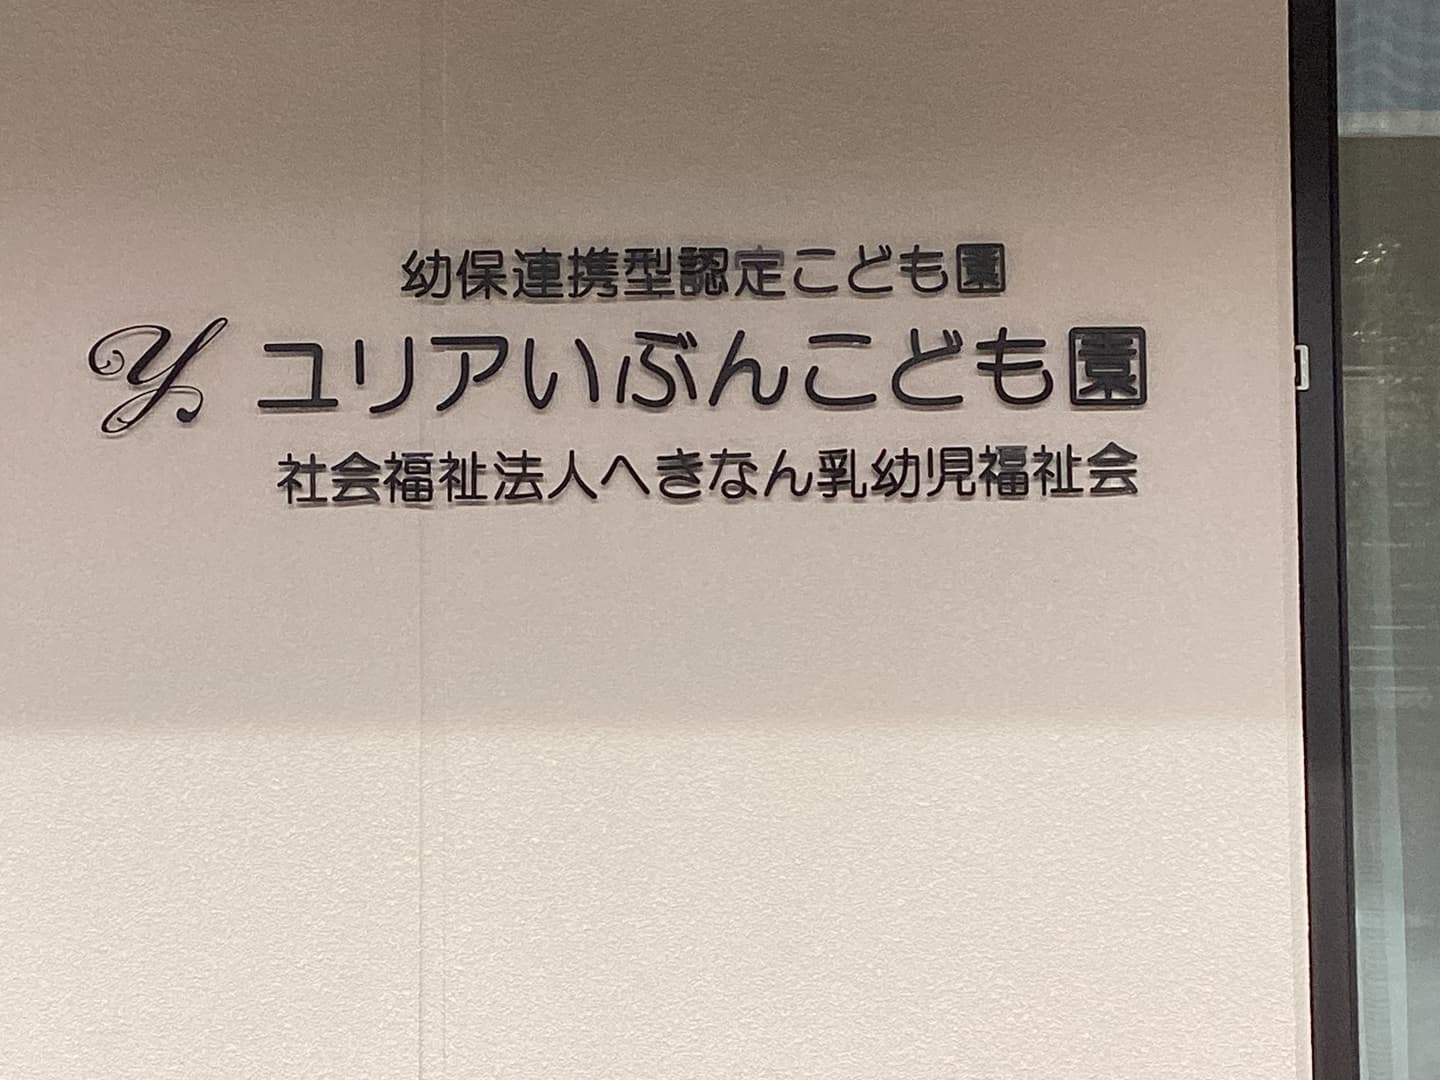 幼保連携型認定こども園
y. ユリアいぶんこども園
社会福祉法人へきなん乳幼児福祉会